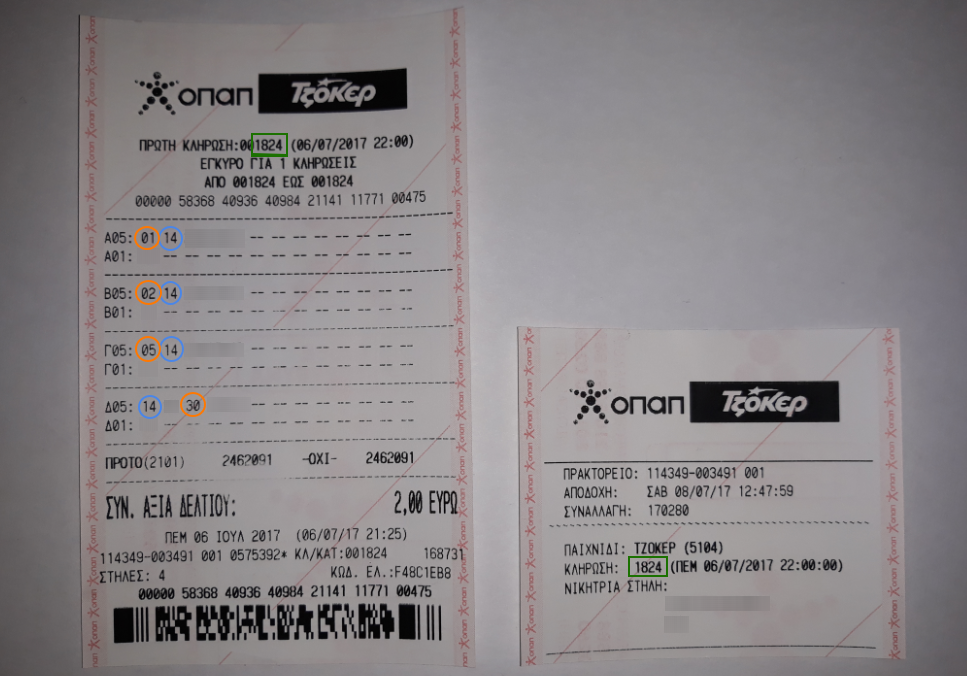 οπαπ Τζόκερ
ΠΡΩΤΗ ΚΛΗΡΩΣΗ:001824 (06/07/2017 22:00)
ΕΓΚΥΡΟ ΓΙΑ 1 ΚΛΗΡΩΣΕΙΣ
ΑΠΟ 001824 ΕΩΣ 001824
00000 58368 40936 40984 21141 11771 00475
Α05: 01 14 -- -- -- -- -- -- --
Α01: -- -- -- -- -- -- -- -- --
Β05: 02 14 -- -- -- -- -- -- --
Β01: -- -- -- -- -- -- -- -- --
Γ05: 05 14 -- -- -- -- -- -- --
Γ01: -- -- -- -- -- -- -- -- --
Δ05: 14 30 -- -- -- -- -- -- --
Δ01: -- -- -- -- -- -- -- -- --
ΠΡΟΤΟ(2101) 2462091 -ΟΧΙ- 2462091
ΣΥΝ. ΑΞΙΑ ΔΕΛΤΙΟΥ: 2,00 ΕΥΡΩ
ΠΕΜ 06 ΙΟΥΛ 2017 (06/07/17 21:25)
114349-003491 001 0575392* ΚΛ/ΚΑΤ:001824 168731
ΣΤΗΛΕΣ: 4 ΚΩΔ. ΕΛ.:F48C1EB8
00000 58368 40936 40984 21141 11771 00475
οπαπ Τζόκερ
ΠΡΑΚΤΟΡΕΙΟ: 114349-003491 001
ΑΠΟΔΟΧΗ: ΣΑΒ 08/07/17 12:47:59
ΣΥΝΑΛΛΑΓΗ: 170280
ΠΑΙΧΝΙΔΙ: ΤΖΟΚΕΡ (5104)
ΚΛΗΡΩΣΗ: 1824 (ΠΕΜ 06/07/2017 22:00:00)
ΝΙΚΗΤΡΙΑ ΣΤΗΛΗ: